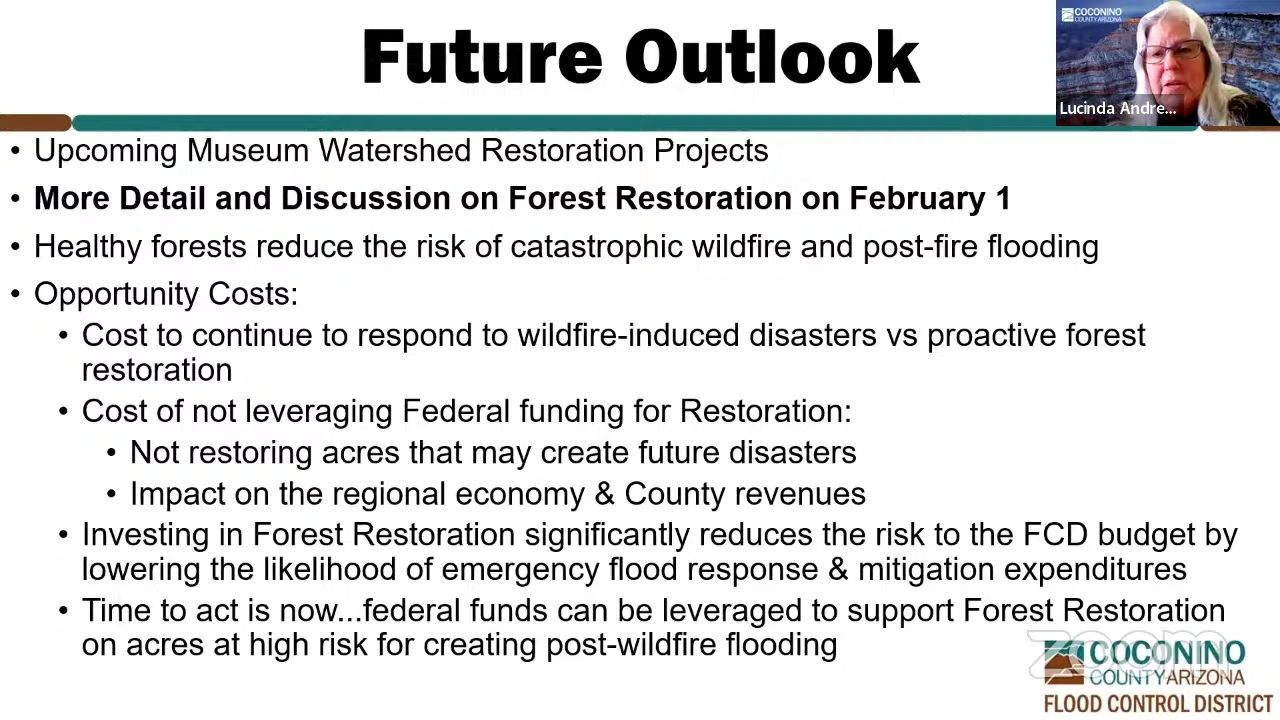 Future Outlook
COCONINO
COUNTY ARIZONA
Lucinda Andre...
• Upcoming Museum Watershed Restoration Projects
• More Detail and Discussion on Forest Restoration on February 1
• Healthy forests reduce the risk of catastrophic wildfire and post-fire flooding
• Opportunity Costs:
• Cost to continue to respond to wildfire-induced disasters vs proactive forest
restoration
• Cost of not leveraging Federal funding for Restoration:
• Not restoring acres that may create future disasters
• Impact on the regional economy & County revenues
• Investing in Forest Restoration significantly reduces the risk to the FCD budget by
lowering the likelihood of emergency flood response & mitigation expenditures
• Time to act is now...federal funds can be leveraged to support Forest Restoration
on acres at high risk for creating post-wildfire flooding
zoom
COCONINO
COUNTY ARIZONA
FLOOD CONTROL DISTRICT